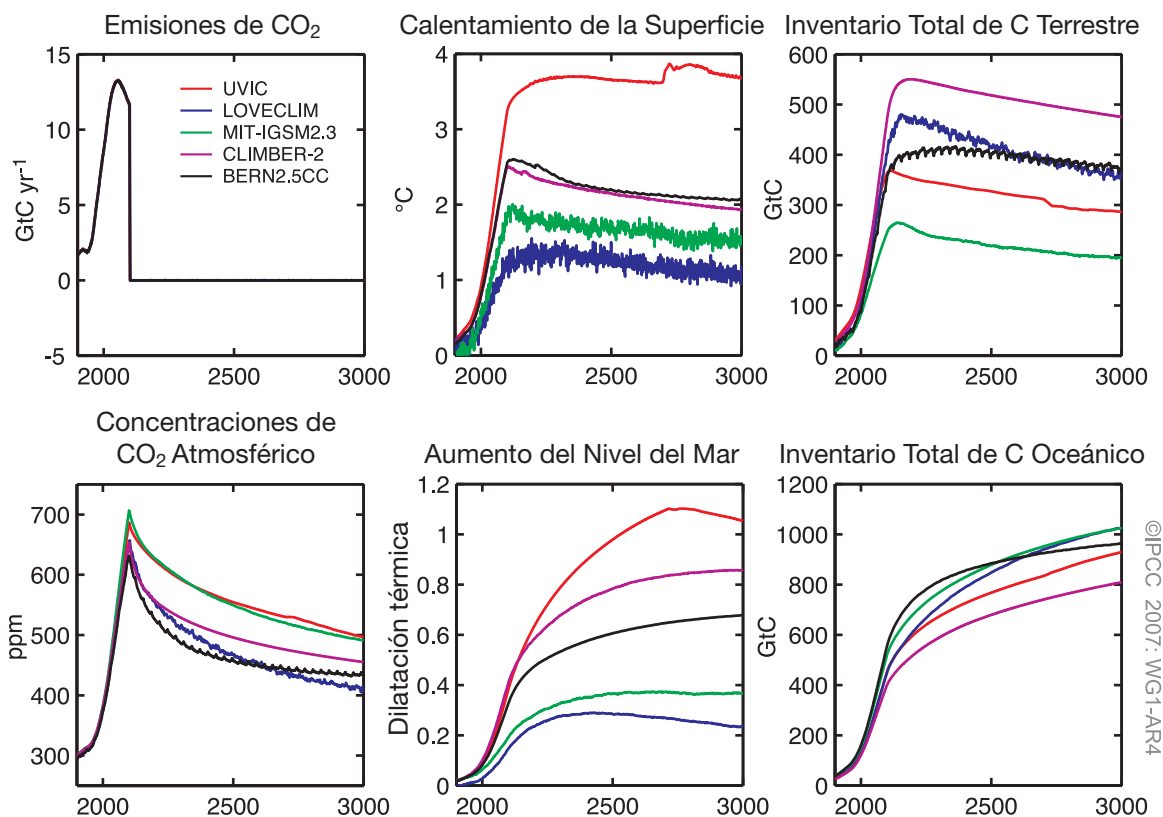 Emisiones de CO₂
GtC yr⁻¹
15
10
5
0
-5
2000
2500
3000
UVIC
LOVECLIM
MIT-IGSM2.3
CLIMBER-2
BERN2.5CC
Calentamiento de la Superficie
°C
4
3
2
1
0
2000
2500
3000
Inventario Total de C Terrestre
GtC
600
500
400
300
200
100
0
2000
2500
3000
Concentraciones de
CO₂ Atmosférico
ppm
700
600
500
400
300
2000
2500
3000
Aumento del Nivel del Mar
Dilatación térmica
1.2
1
0.8
0.6
0.4
0.2
0
2000
2500
3000
Inventario Total de C Oceánico
GtC
1200
1000
800
600
400
200
0
2000
2500
3000
©IPCC 2007: WG1-AR4